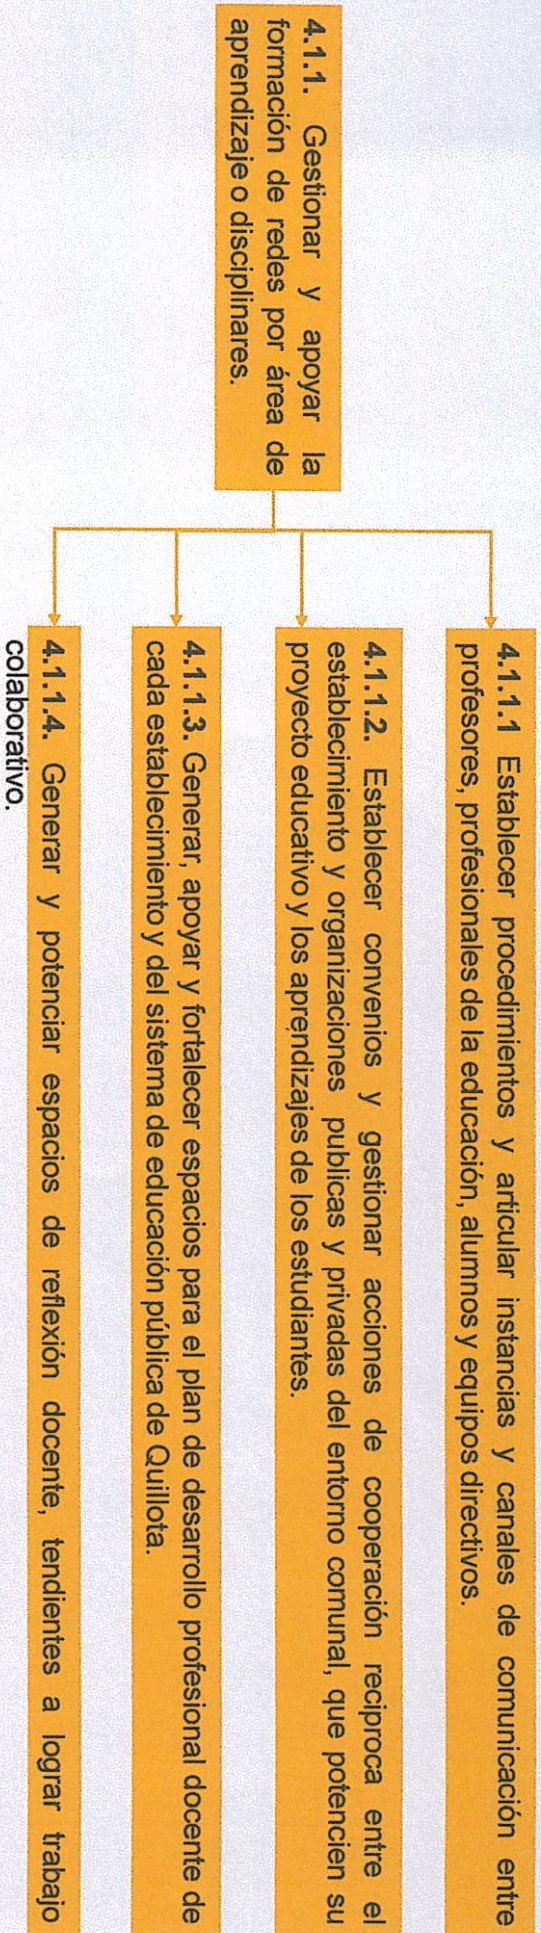 4.1.1. Gestionar y apoyar la
formación de redes por área de
aprendizaje o disciplinares.
4.1.1.1 Establecer procedimientos y articular instancias y canales de comunicación entre
profesores, profesionales de la educación, alumnos y equipos directivos.
4.1.1.2. Establecer convenios y gestionar acciones de cooperación reciproca entre el
establecimiento y organizaciones publicas y privadas del entorno comunal, que potencien su
proyecto educativo y los aprendizajes de los estudiantes.
4.1.1.3. Generar, apoyar y fortalecer espacios para el plan de desarrollo profesional docente de
cada establecimiento y del sistema de educación pública de Quillota.
4.1.1.4. Generar y potenciar espacios de reflexión docente, tendientes a lograr trabajo
colaborativo.